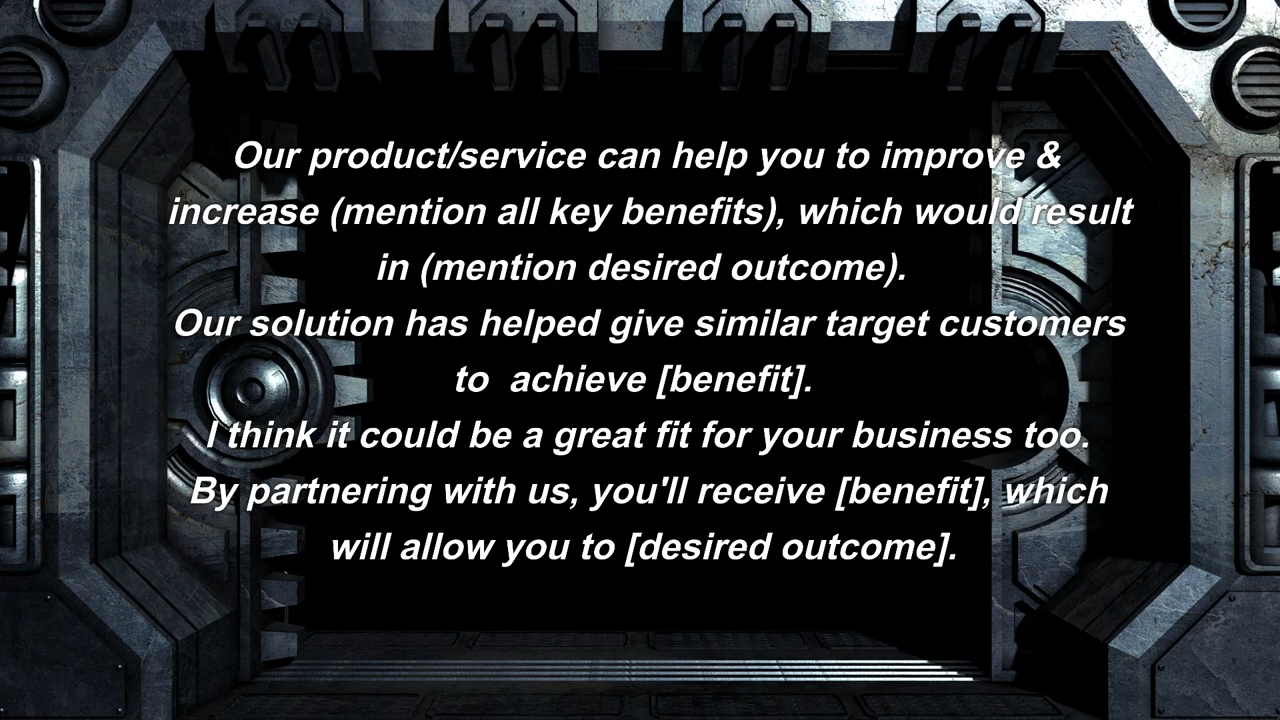 Our product/service can help you to improve &
increase (mention all key benefits), which would result
in (mention desired outcome).
Our solution has helped give similar target customers
to  achieve [benefit].
I think it could be a great fit for your business too.
By partnering with us, you'll receive [benefit], which
will allow you to [desired outcome].